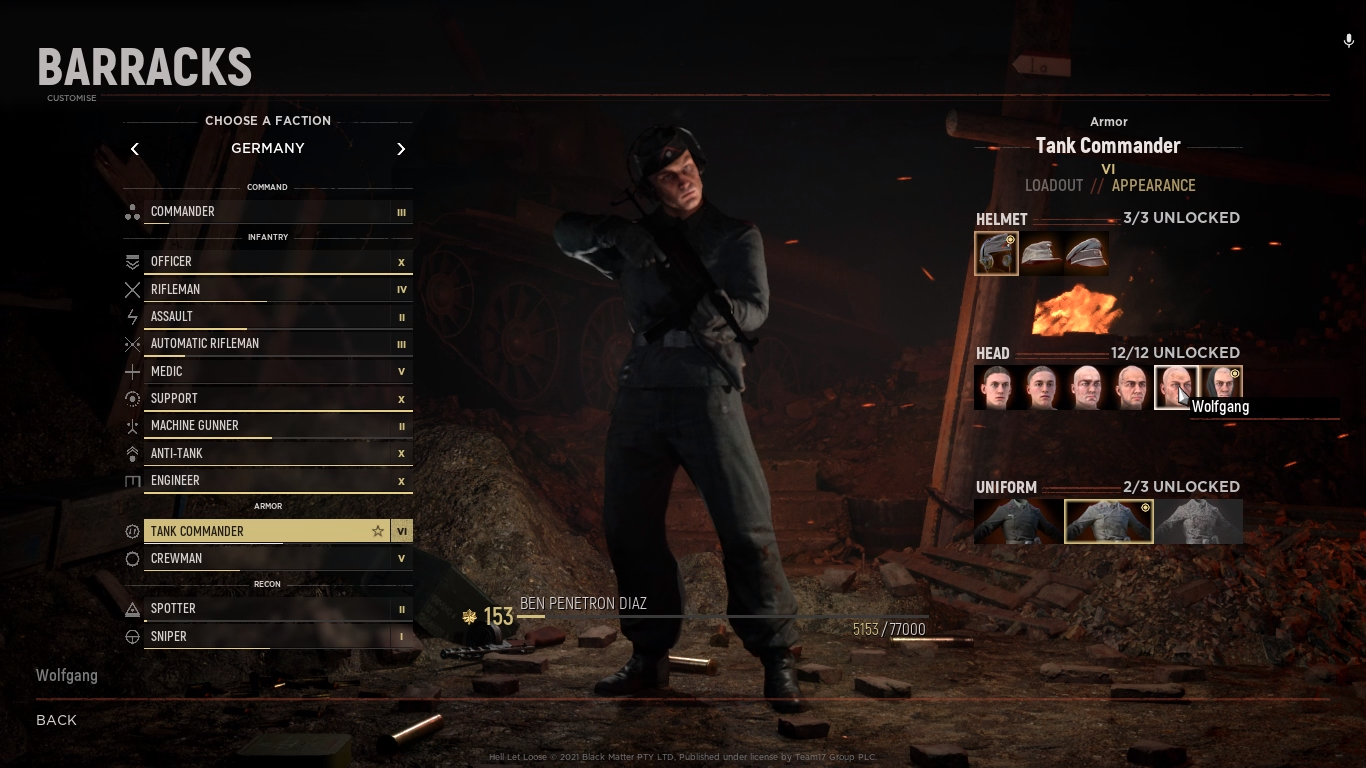 BARRACKS
CUSTOMISE
CHOOSE A FACTION
GERMANY
COMMAND
COMMANDER III
INFANTRY
OFFICER X
RIFLEMAN IV
ASSAULT II
AUTOMATIC RIFLEMAN III
MEDIC V
SUPPORT X
MACHINE GUNNER II
ANTI-TANK X
ENGINEER X
ARMOR
TANK COMMANDER VI
CREWMAN V
RECON
SPOTTER II
SNIPER I
Armor
Tank Commander
VI
LOADOUT // APPEARANCE
HELMET 3/3 UNLOCKED
HEAD 12/12 UNLOCKED
Wolfgang
UNIFORM 2/3 UNLOCKED
153 BEN PENETRON DIAZ
5153/77000
Wolfgang
BACK
Hell Let Loose © 2021 Black Matter PTY LTD, Published under license by Team17 Group PLC.